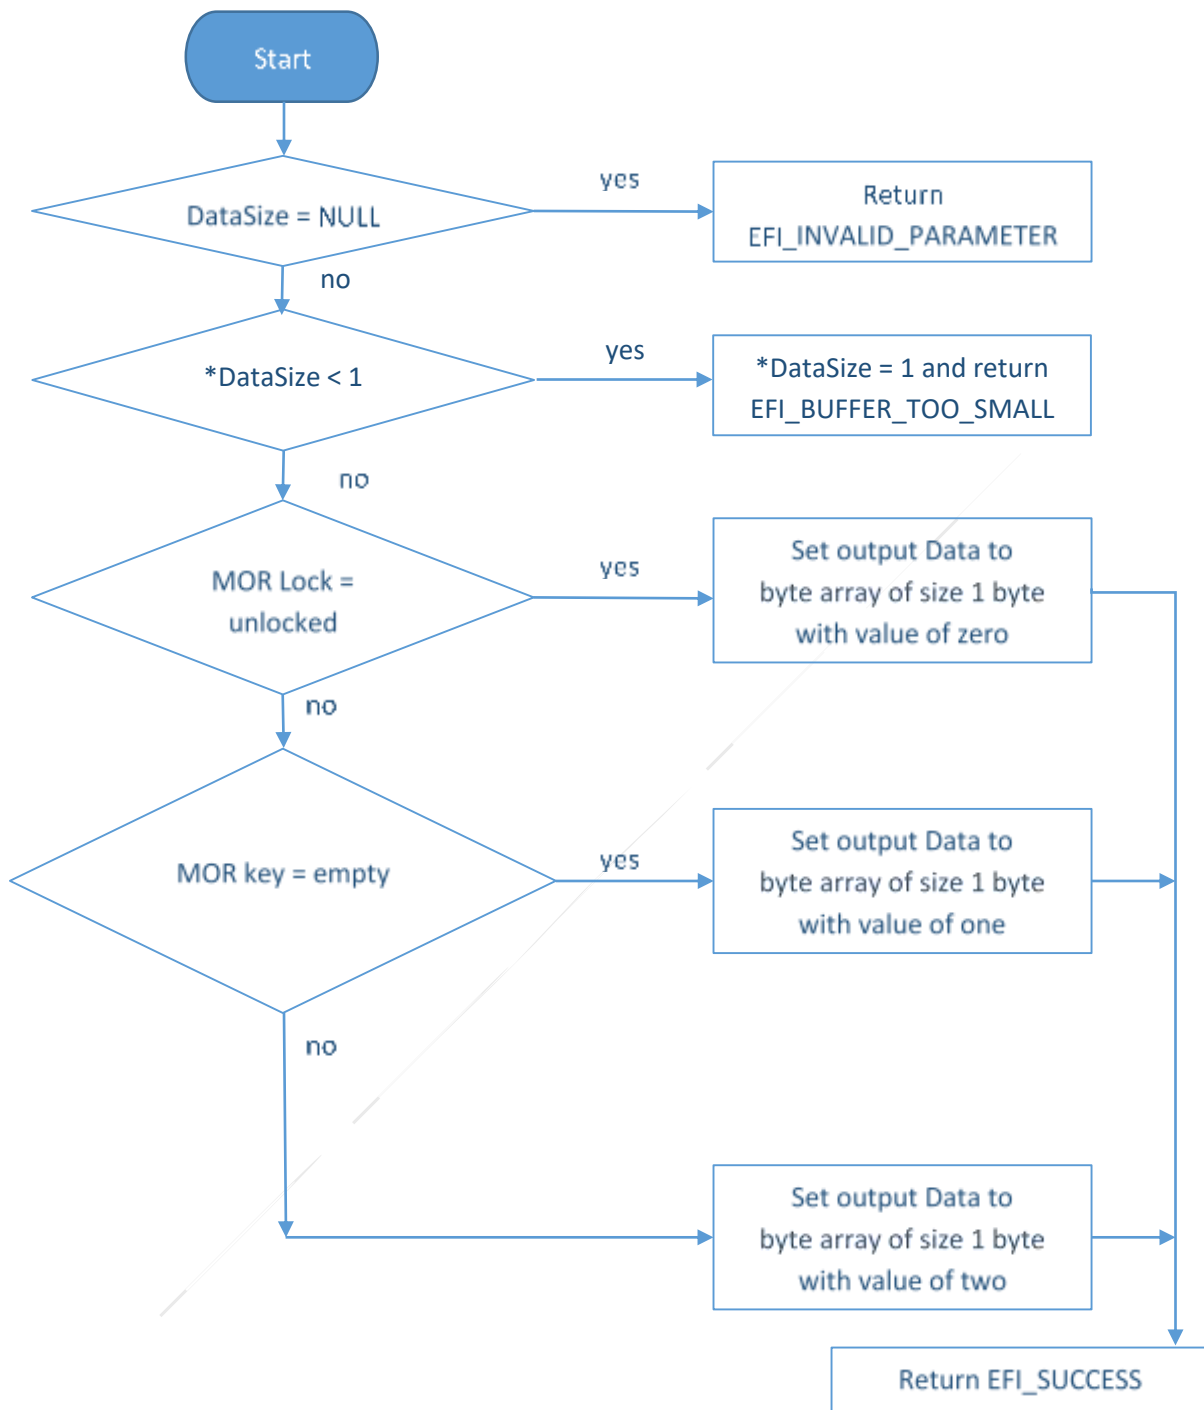 Start
DataSize = NULL
yes
Return
EFI_INVALID_PARAMETER
no
*DataSize < 1
yes
*DataSize = 1 and return
EFI_BUFFER_TOO_SMALL
no
MOR Lock =
unlocked
yes
Set output Data to
byte array of size 1 byte
with value of zero
no
MOR key = empty
yes
Set output Data to
byte array of size 1 byte
with value of one
no
Set output Data to
byte array of size 1 byte
with value of two
Return EFI_SUCCESS